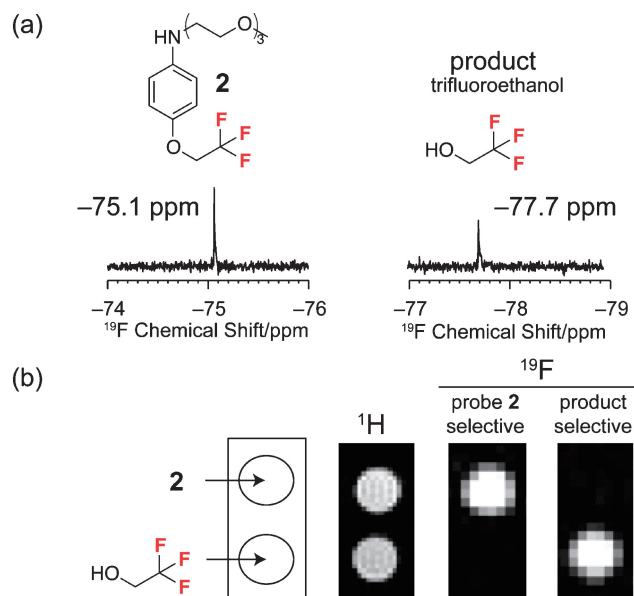 (a)
HN
O
3
2
O
F
F
F
–75.1 ppm
–74
–75
–76
¹⁹F Chemical Shift/ppm
product
trifluoroethanol
HO
F
F
F
–77.7 ppm
–77
–78
–79
¹⁹F Chemical Shift/ppm
(b)
¹⁹F
¹H
probe 2
selective
product
selective
2
HO
F
F
F